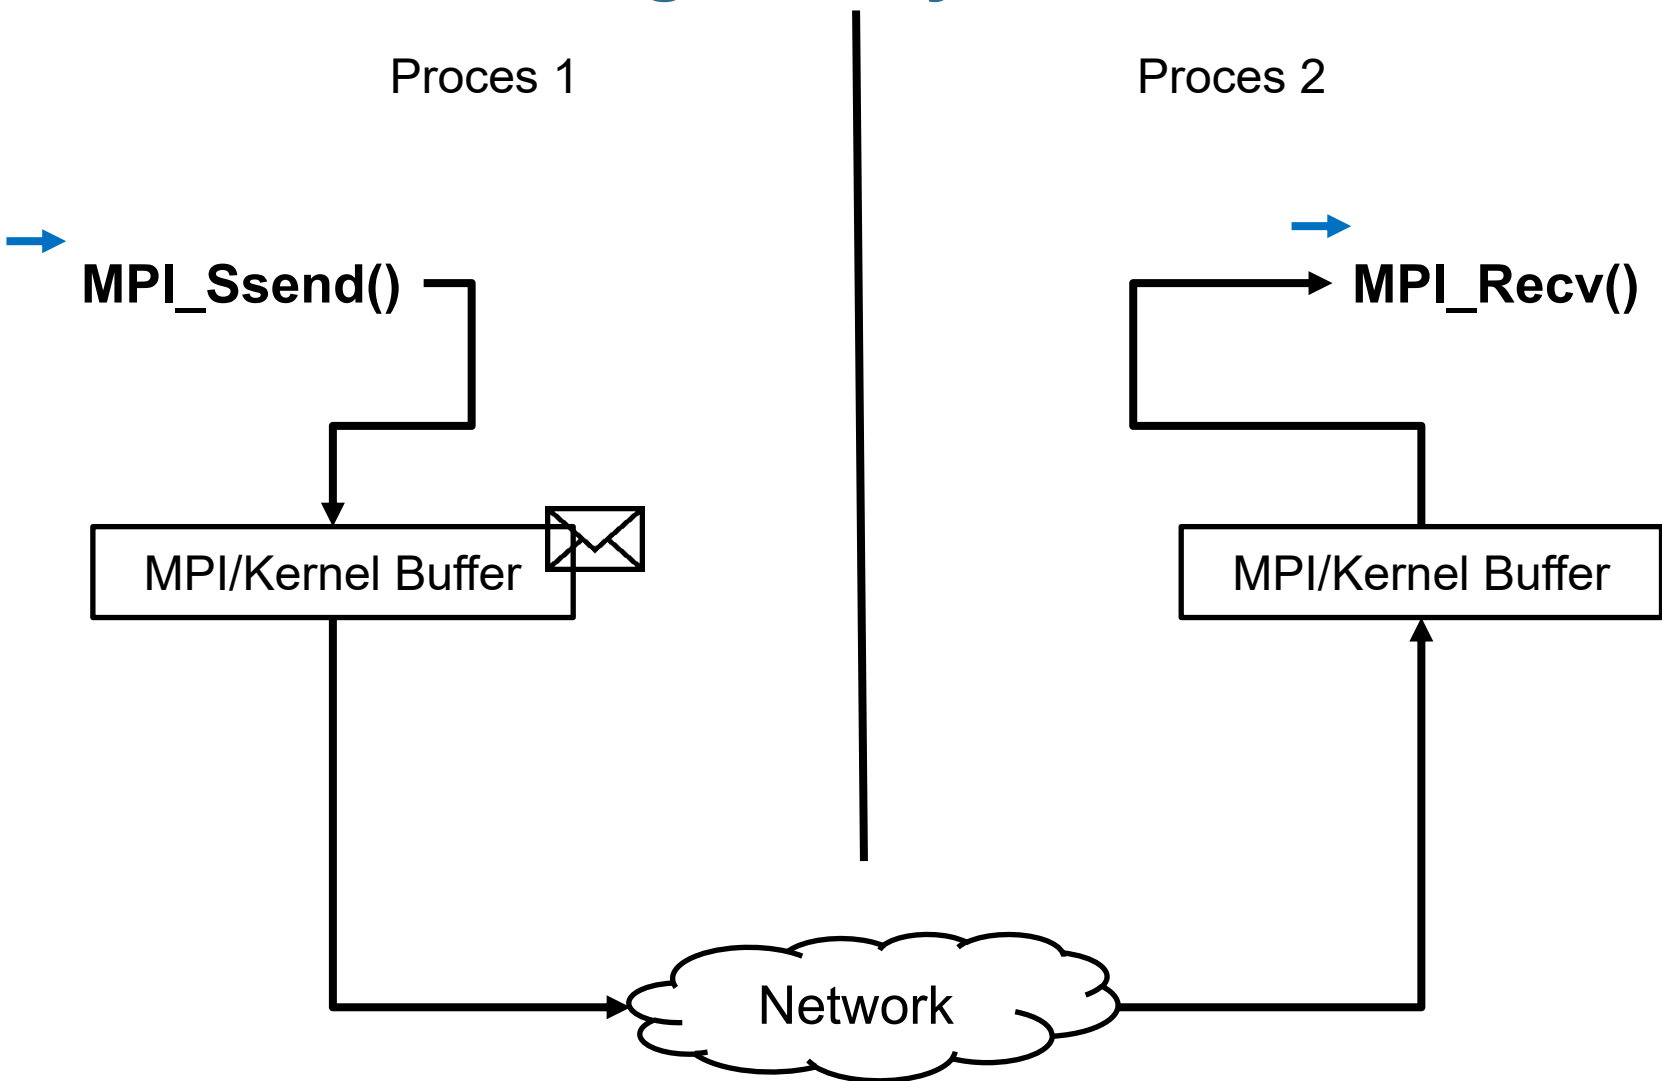 Proces 1
Proces 2
MPI_Ssend()
MPI_Recv()
MPI/Kernel Buffer
MPI/Kernel Buffer
Network